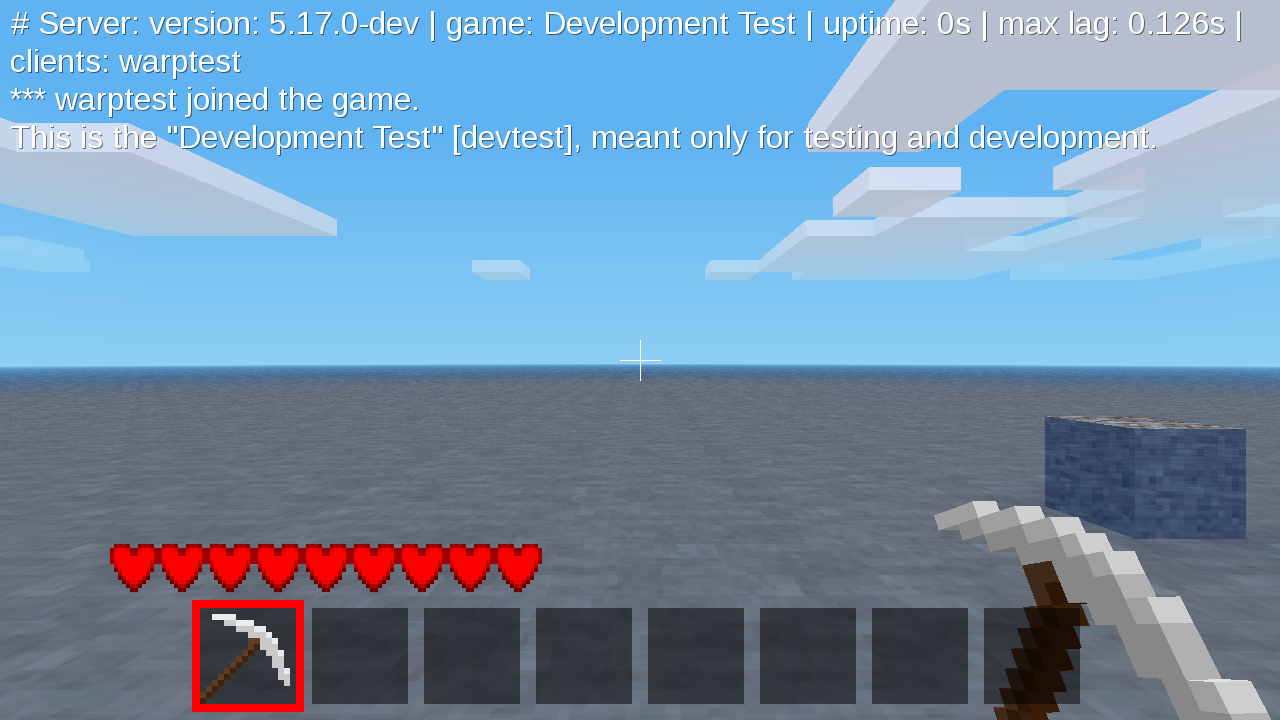 # Server: version: 5.17.0-dev | game: Development Test | uptime: 0s | max lag: 0.126s |
clients: warptest
*** warptest joined the game.
This is the "Development Test" [devtest], meant only for testing and development.